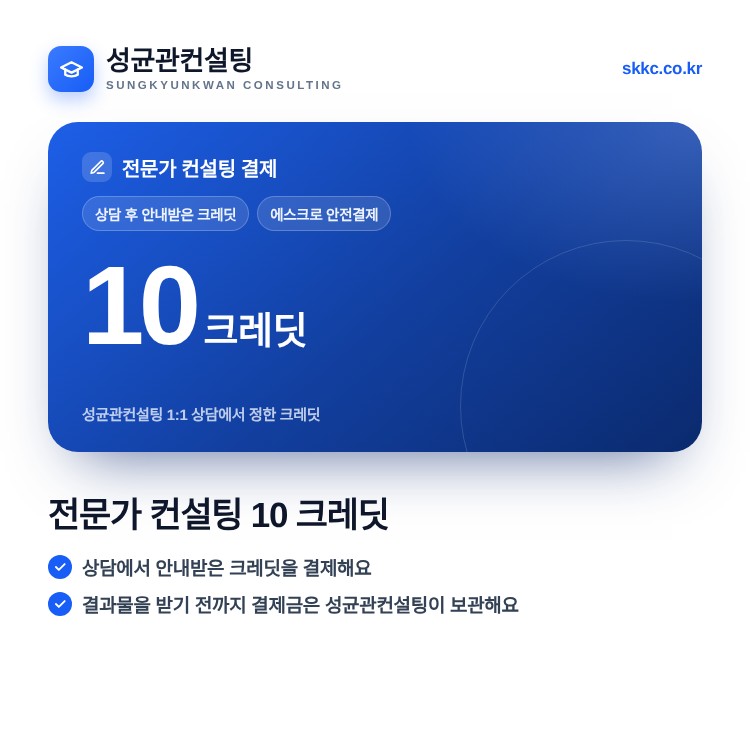 성균관컨설팅
SUNGKYUNKWAN CONSULTING
skkc.co.kr
전문가 컨설팅 결제
상담 후 안내받은 크레딧
에스크로 안전결제
10 크레딧
성균관컨설팅 1:1 상담에서 정한 크레딧
전문가 컨설팅 10 크레딧
상담에서 안내받은 크레딧을 결제해요
결과물을 받기 전까지 결제금은 성균관컨설팅이 보관해요